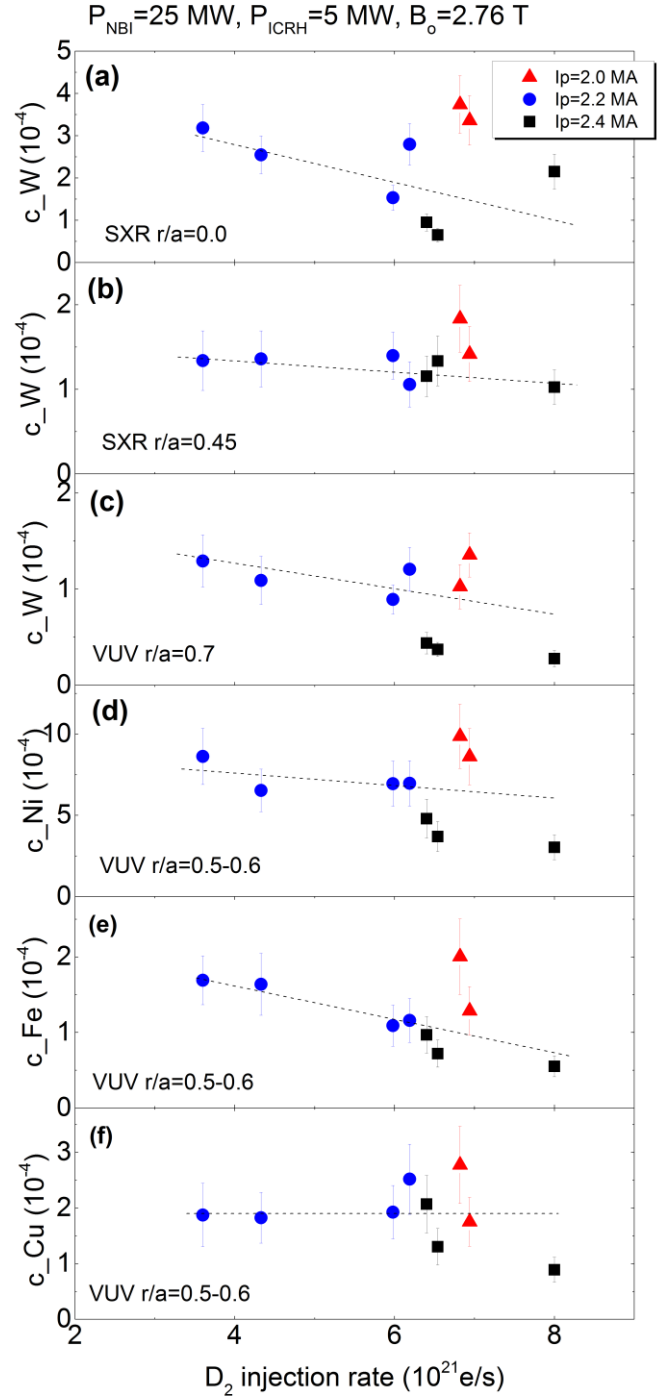 P_NBI=25 MW, P_ICRH=5 MW, B_o=2.76 T
(a)
Ip=2.0 MA
Ip=2.2 MA
Ip=2.4 MA
5
4
3
2
1
0
c_W (10^-4)
SXR r/a=0.0
(b)
2
1
0
c_W (10^-4)
SXR r/a=0.45
(c)
2
1
0
c_W (10^-4)
VUV r/a=0.7
(d)
10
5
0
c_Ni (10^-4)
VUV r/a=0.5-0.6
(e)
2
1
0
c_Fe (10^-4)
VUV r/a=0.5-0.6
(f)
3
2
1
0
c_Cu (10^-4)
VUV r/a=0.5-0.6
2 4 6 8
D_2 injection rate (10^21 e/s)